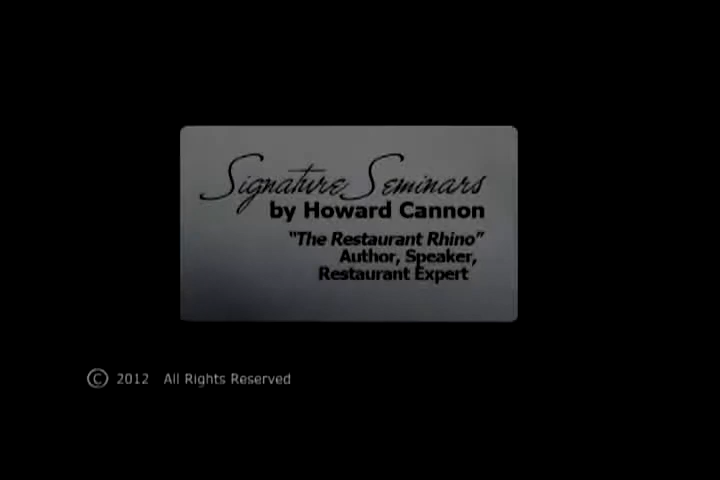 Signature Seminars
by Howard Cannon
"The Restaurant Rhino"
Author, Speaker,
Restaurant Expert
© 2012 All Rights Reserved